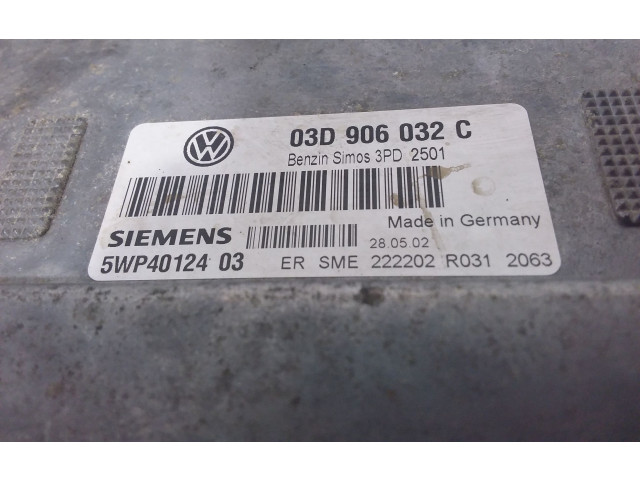 03D 906 032 C
Benzin Simos 3PD 2501
Made in Germany
SIEMENS
28.05.02
5WP40124 03 ER SME 222202 R031 2063